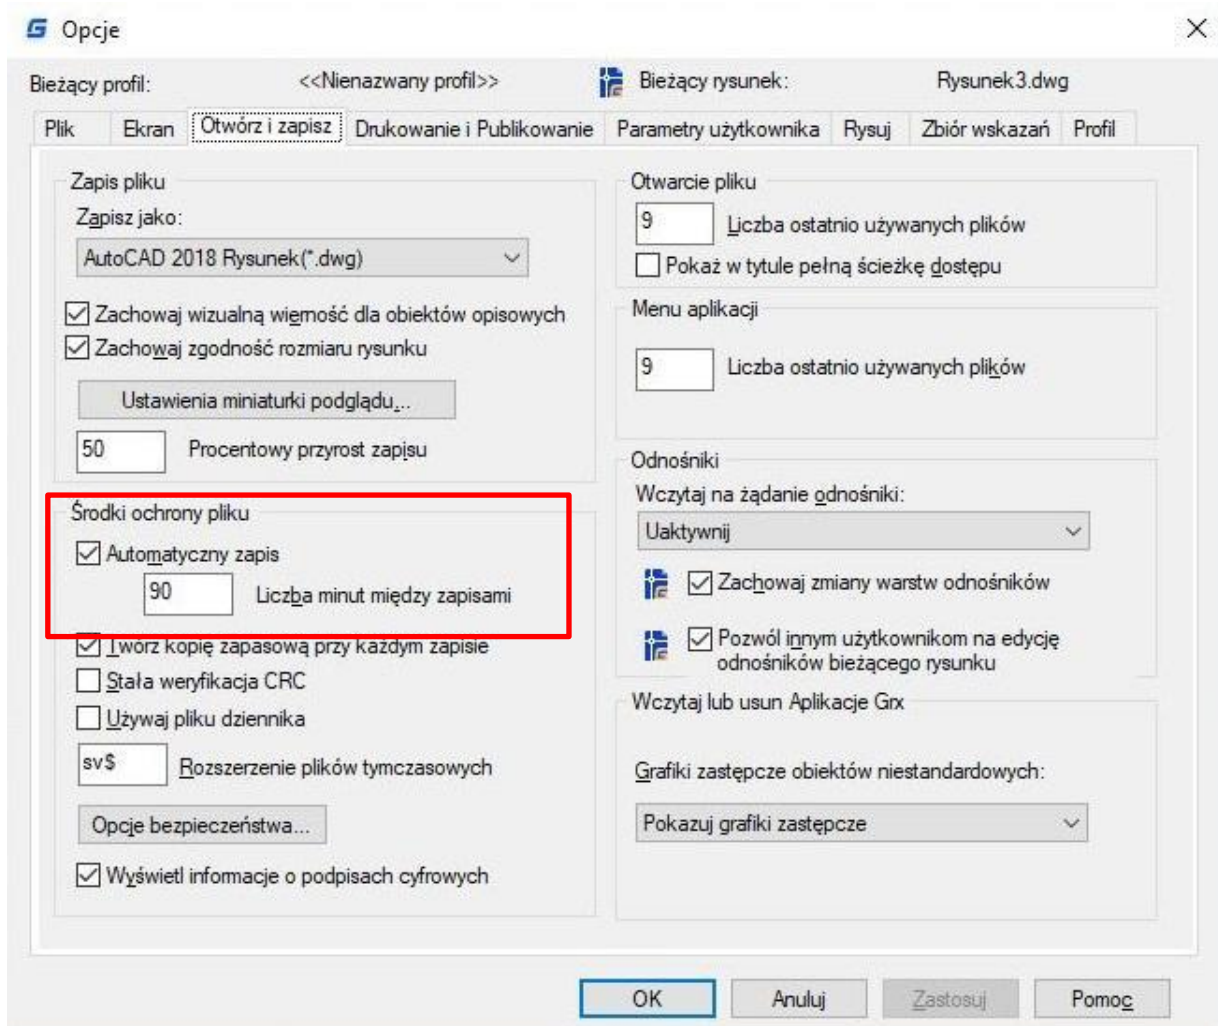 Opcje
Bieżący profil: <<Nienazwany profil>> Bieżący rysunek: Rysunek3.dwg
Plik Ekran Otwórz i zapisz Drukowanie i Publikowanie Parametry użytkownika Rysuj Zbiór wskazań Profil
Zapis pliku
Zapisz jako:
AutoCAD 2018 Rysunek(*.dwg)
Zachowaj wizualną wierność dla obiektów opisowych
Zachowaj zgodność rozmiaru rysunku
Ustawienia miniaturki podglądu...
50 Procentowy przyrost zapisu
Środki ochrony pliku
Automatyczny zapis
90 Liczba minut między zapisami
Twórz kopię zapasową przy każdym zapisie
Stała weryfikacja CRC
Używaj pliku dziennika
sv$ Rozszerzenie plików tymczasowych
Opcje bezpieczeństwa...
Wyświetl informacje o podpisach cyfrowych
Otwarcie pliku
9 Liczba ostatnio używanych plików
Pokaż w tytule pełną ścieżkę dostępu
Menu aplikacji
9 Liczba ostatnio używanych plików
Odnośniki
Wczytaj na żądanie odnośniki:
Uaktywnij
Zachowaj zmiany warstw odnośników
Pozwól innym użytkownikom na edycję
odnośników bieżącego rysunku
Wczytaj lub usun Aplikacje Grx
Grafiki zastępcze obiektów niestandardowych:
Pokazuj grafiki zastępcze
OK Anuluj Zastosuj Pomoc